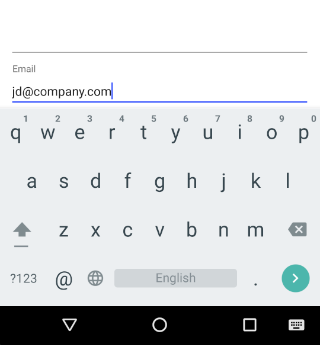 Email
jd@company.com
1 2 3 4 5 6 7 8 9 0
q w e r t y u i o p
a s d f g h j k l
z x c v b n m
?123 @ English .